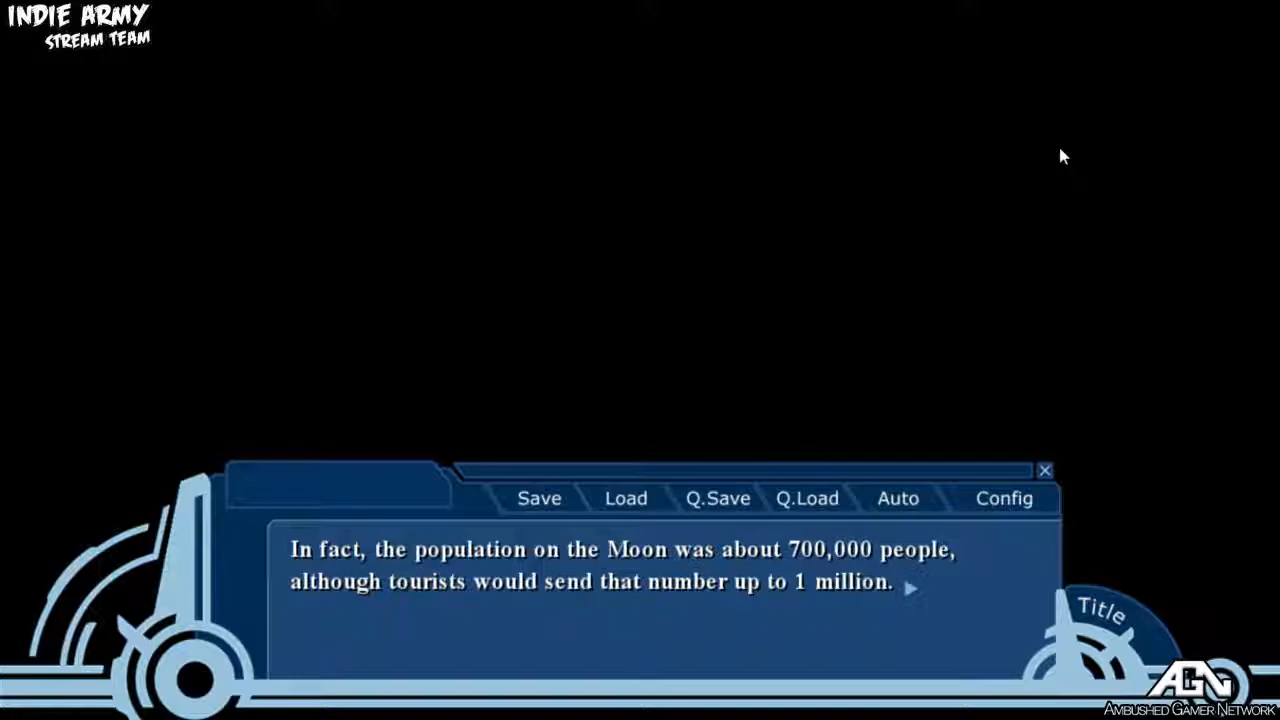 INDIE ARMY
STREAM TEAM
Save Load Q.Save Q.Load Auto Config
In fact, the population on the Moon was about 700,000 people,
although tourists would send that number up to 1 million.
Title
AGN
AMBUSHED GAMER NETWORK